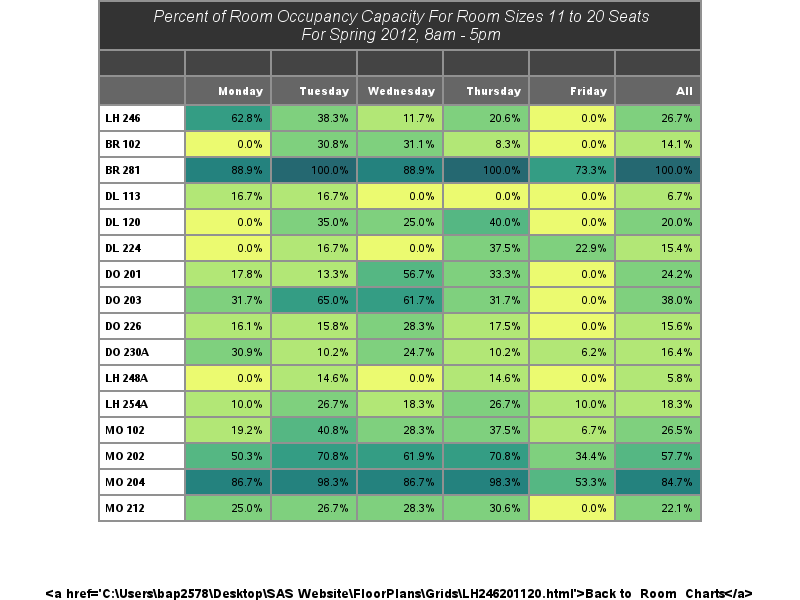 Percent of Room Occupancy Capacity For Room Sizes 11 to 20 Seats
For Spring 2012, 8am - 5pm
Monday Tuesday Wednesday Thursday Friday All
LH 246 62.8% 38.3% 11.7% 20.6% 0.0% 26.7%
BR 102 0.0% 30.8% 31.1% 8.3% 0.0% 14.1%
BR 281 88.9% 100.0% 88.9% 100.0% 73.3% 100.0%
DL 113 16.7% 16.7% 0.0% 0.0% 0.0% 6.7%
DL 120 0.0% 35.0% 25.0% 40.0% 0.0% 20.0%
DL 224 0.0% 16.7% 0.0% 37.5% 22.9% 15.4%
DO 201 17.8% 13.3% 56.7% 33.3% 0.0% 24.2%
DO 203 31.7% 65.0% 61.7% 31.7% 0.0% 38.0%
DO 226 16.1% 15.8% 28.3% 17.5% 0.0% 15.6%
DO 230A 30.9% 10.2% 24.7% 10.2% 6.2% 16.4%
LH 248A 0.0% 14.6% 0.0% 14.6% 0.0% 5.8%
LH 254A 10.0% 26.7% 18.3% 26.7% 10.0% 18.3%
MO 102 19.2% 40.8% 28.3% 37.5% 6.7% 26.5%
MO 202 50.3% 70.8% 61.9% 70.8% 34.4% 57.7%
MO 204 86.7% 98.3% 86.7% 98.3% 53.3% 84.7%
MO 212 25.0% 26.7% 28.3% 30.6% 0.0% 22.1%
<a href='C:\Users\bap2578\Desktop\SAS Website\FloorPlans\Grids\LH246201120.html'>Back to Room Charts</a>